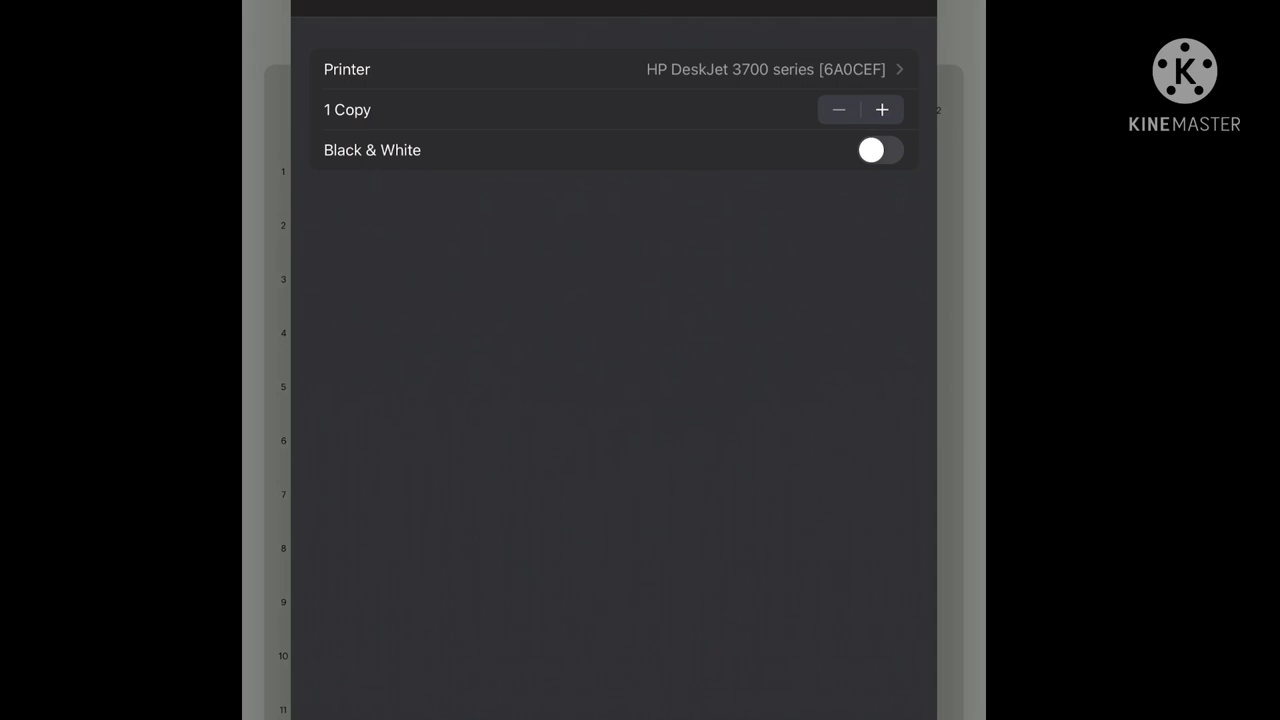 Printer HP DeskJet 3700 series [6A0CEF]
1 Copy
Black & White
2
1
2
3
4
5
6
7
8
9
10
11
K
KINEMASTER